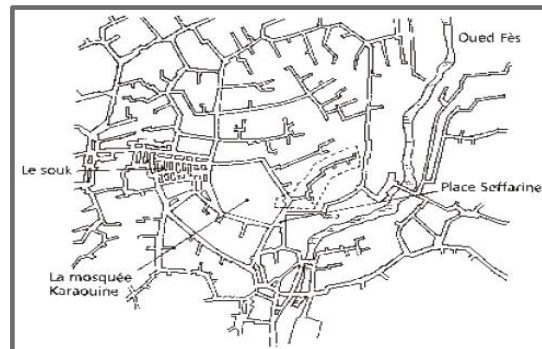 Oued Fès
Le souk
Place Seffarine
La mosquée
Karaouine